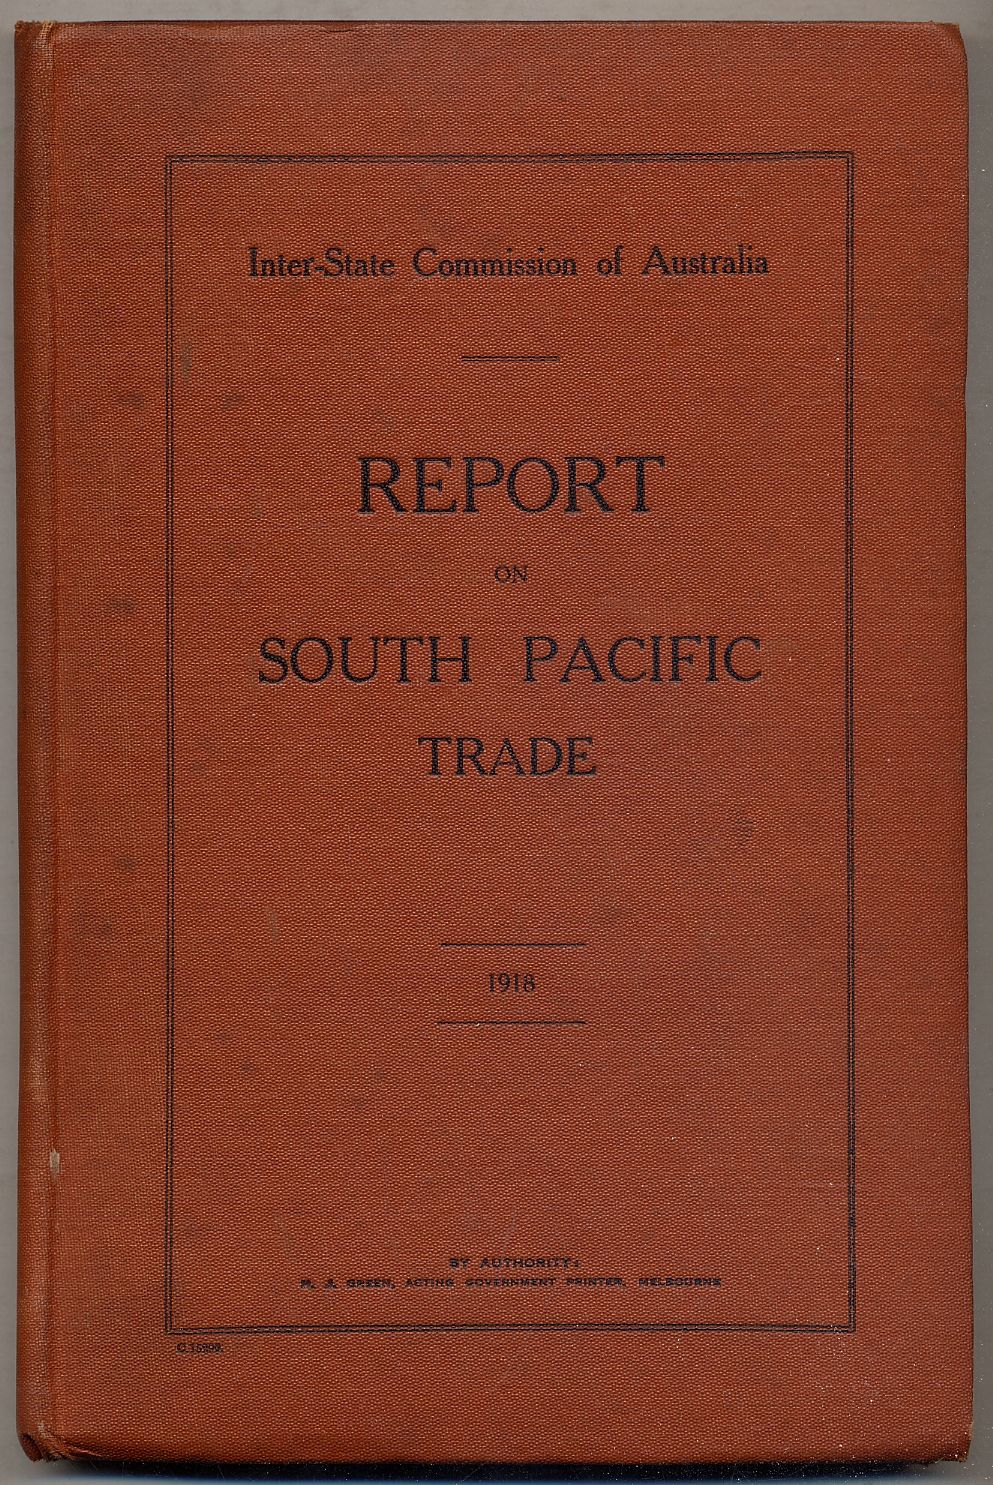 Inter-State Commission of Australia
REPORT
ON
SOUTH PACIFIC
TRADE
1918
BY AUTHORITY:
A. GREEN, ACTING GOVERNMENT PRINTER, MELBOURNE